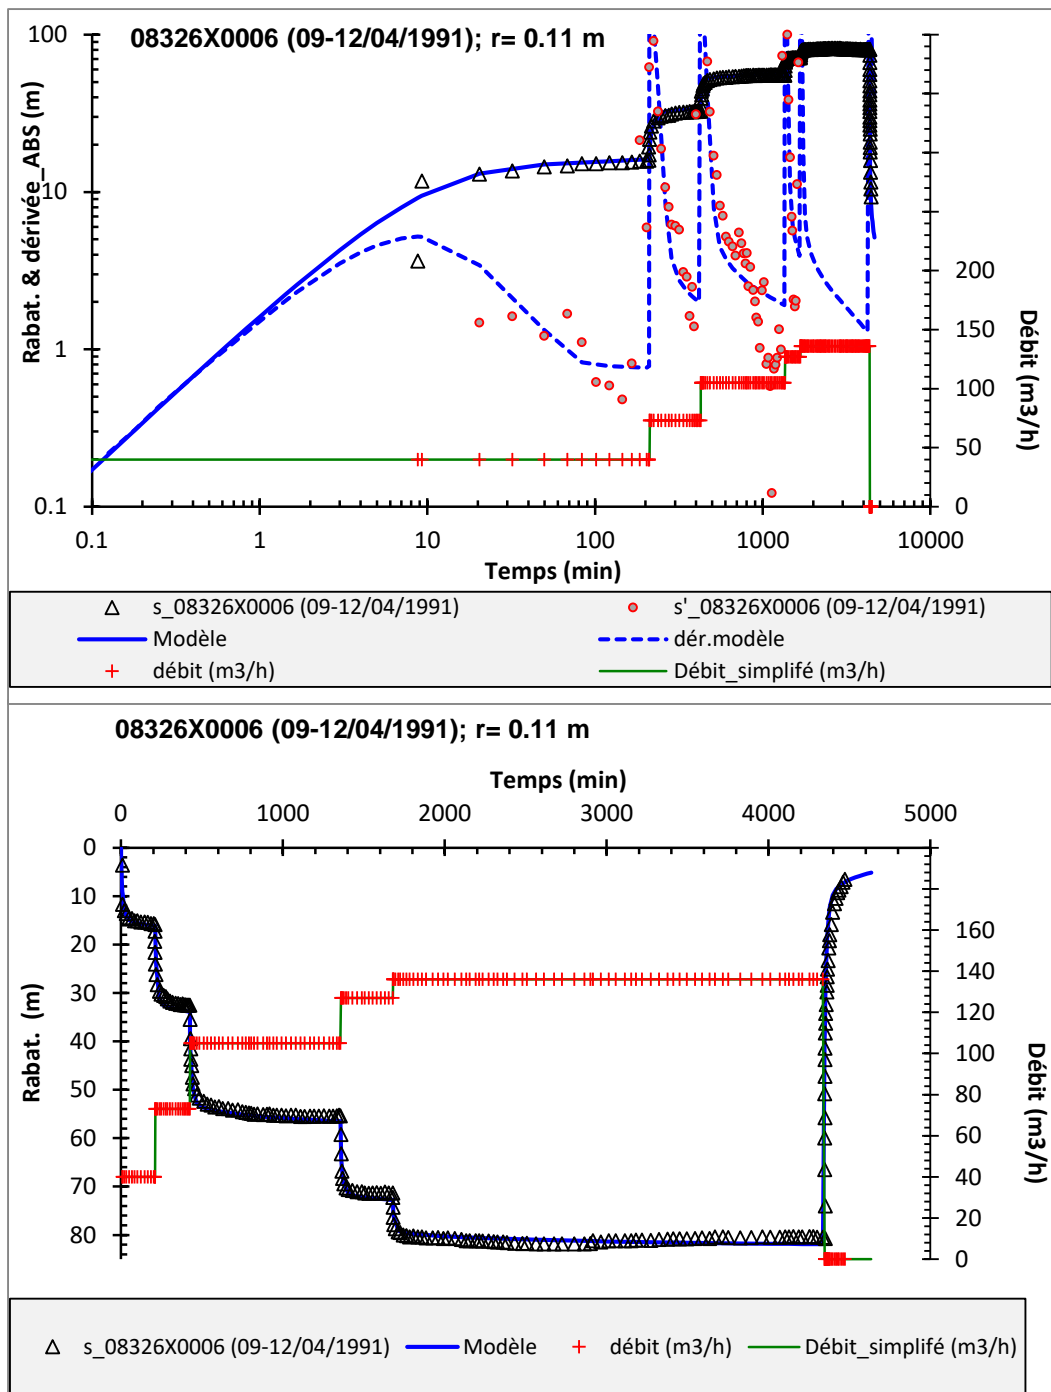 08326X0006 (09-12/04/1991); r= 0.11 m
Rabat. & dérivée_ABS (m)
100
10
1
0.1
0.1 1 10 100 1000 10000
Temps (min)
200
150
100
50
0
Débit (m3/h)
s_08326X0006 (09-12/04/1991) s'_08326X0006 (09-12/04/1991)
Modèle dér.modèle
débit (m3/h) Débit_simplifé (m3/h)
08326X0006 (09-12/04/1991); r= 0.11 m
Temps (min)
0 1000 2000 3000 4000 5000
Rabat. (m)
0
10
20
30
40
50
60
70
80
160
140
120
100
80
60
40
20
0
Débit (m3/h)
s_08326X0006 (09-12/04/1991) Modèle débit (m3/h) Débit_simplifé (m3/h)